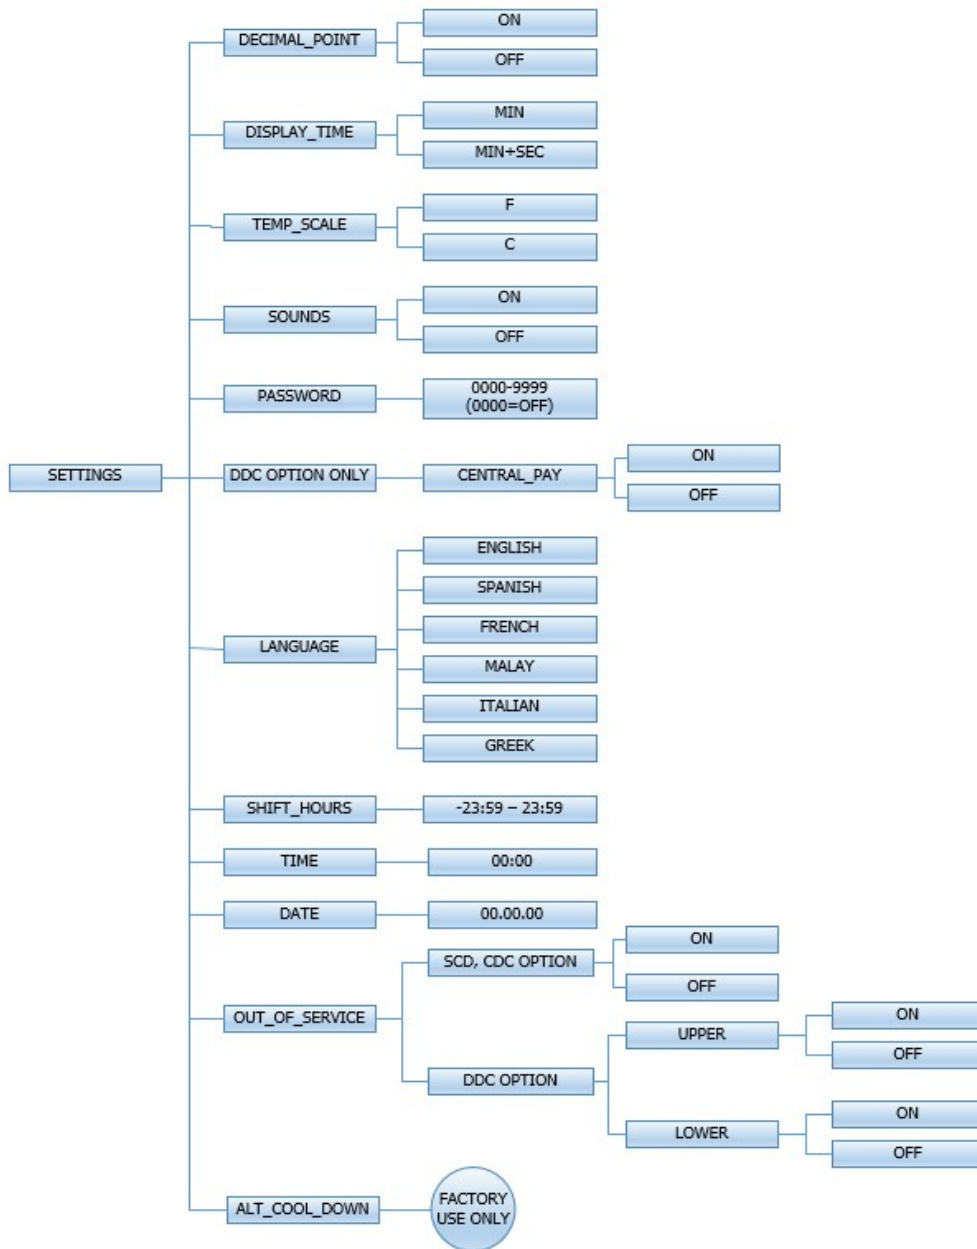 DECIMAL_POINT
ON
OFF
DISPLAY_TIME
MIN
MIN+SEC
TEMP_SCALE
F
C
SOUNDS
ON
OFF
PASSWORD
0000-9999
(0000=OFF)
SETTINGS
DDC OPTION ONLY
CENTRAL_PAY
ON
OFF
LANGUAGE
ENGLISH
SPANISH
FRENCH
MALAY
ITALIAN
GREEK
SHIFT_HOURS
-23:59 – 23:59
TIME
00:00
DATE
00.00.00
OUT_OF_SERVICE
SCD, CDC OPTION
ON
OFF
DDC OPTION
UPPER
ON
OFF
LOWER
ON
OFF
ALT_COOL_DOWN
FACTORY
USE ONLY